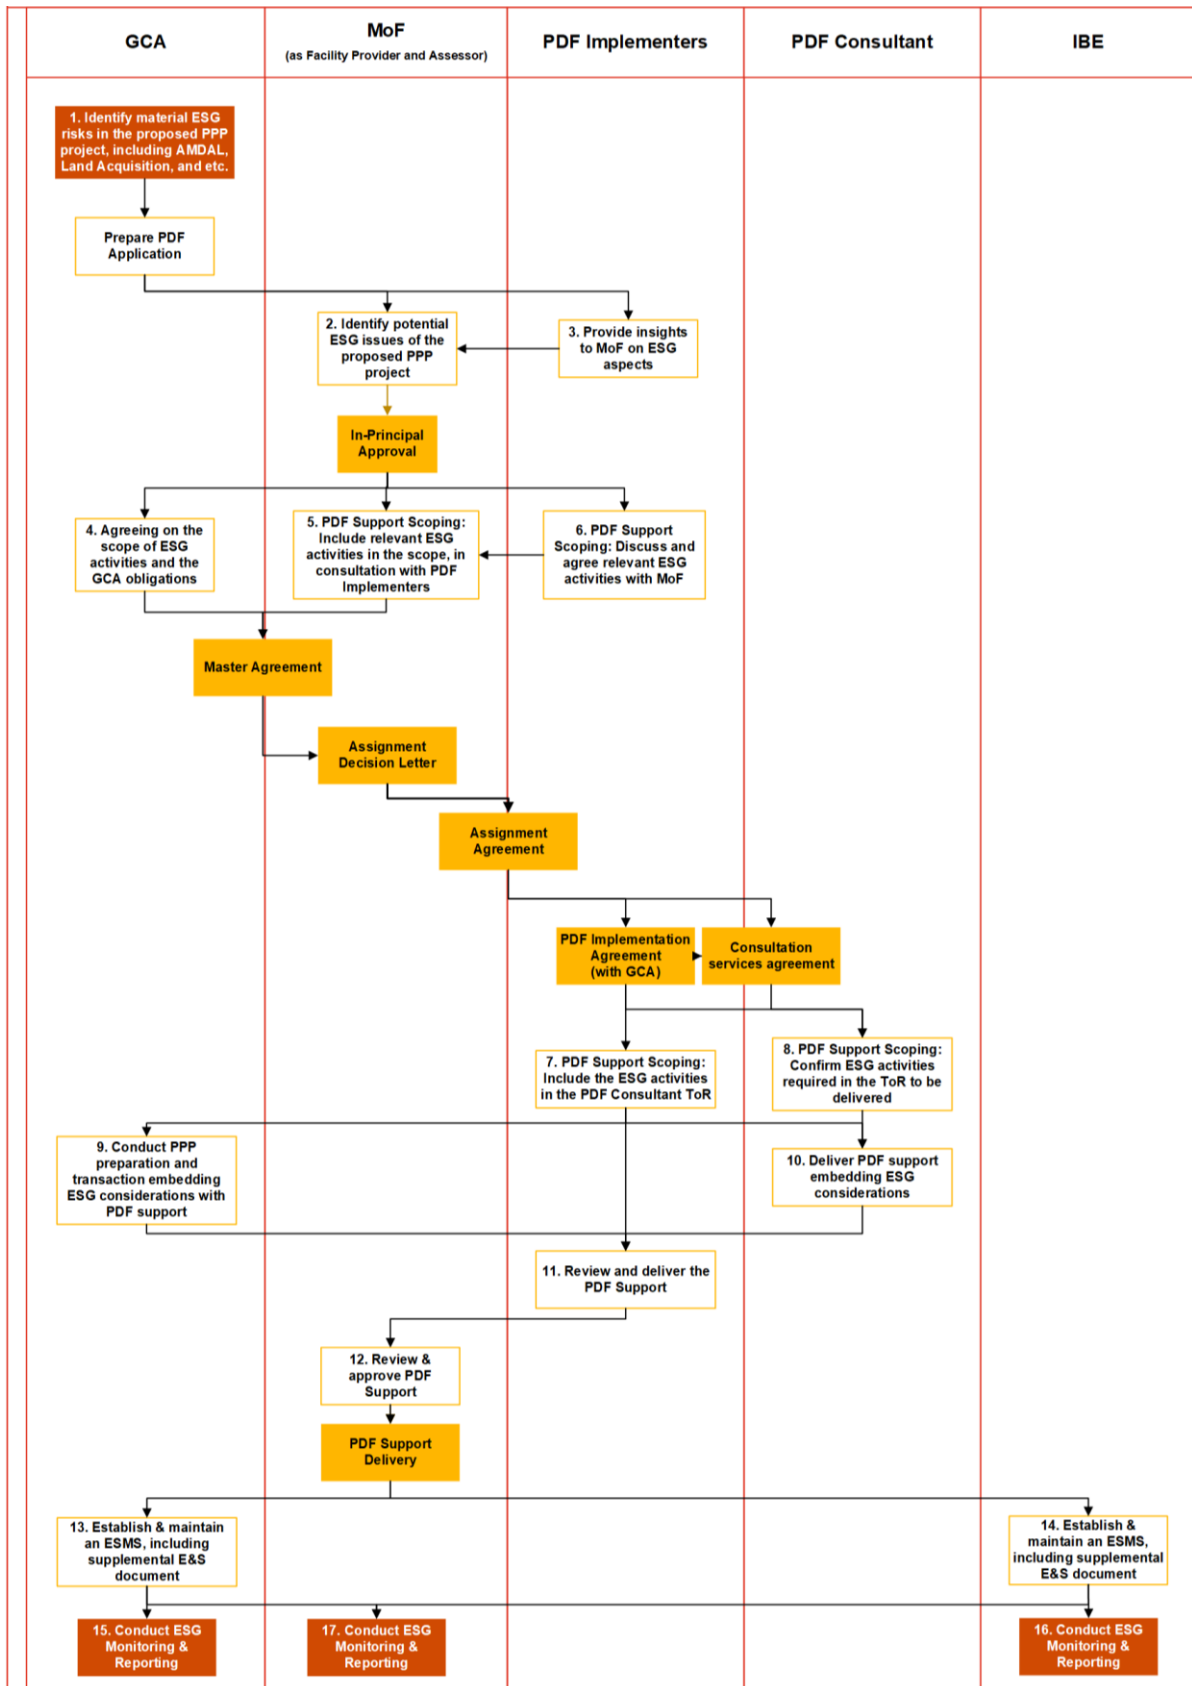 GCA
MoF
(as Facility Provider and Assessor)
PDF Implementers
PDF Consultant
IBE
1. Identify material ESG
risks in the proposed PPP
project, including AMDAL,
Land Acquisition, and etc.
Prepare PDF
Application
2. Identify potential
ESG issues of the
proposed PPP
project
3. Provide insights
to MoF on ESG
aspects
In-Principal
Approval
4. Agreeing on the
scope of ESG
activities and the
GCA obligations
5. PDF Support Scoping:
Include relevant ESG
activities in the scope, in
consultation with PDF
Implementers
6. PDF Support
Scoping: Discuss and
agree relevant ESG
activities with MoF
Master Agreement
Assignment
Decision Letter
Assignment
Agreement
PDF Implementation
Agreement
(with GCA)
Consultation
services agreement
7. PDF Support Scoping:
Include the ESG activities
in the PDF Consultant ToR
8. PDF Support Scoping:
Confirm ESG activities
required in the ToR to be
delivered
9. Conduct PPP
preparation and
transaction embedding
ESG considerations with
PDF support
10. Deliver PDF support
embedding ESG
considerations
11. Review and deliver the
PDF Support
12. Review &
approve PDF
Support
PDF Support
Delivery
13. Establish & maintain
an ESMS, including
supplemental E&S
document
14. Establish &
maintain an ESMS,
including supplemental
E&S document
15. Conduct ESG
Monitoring &
Reporting
17. Conduct ESG
Monitoring &
Reporting
16. Conduct ESG
Monitoring &
Reporting